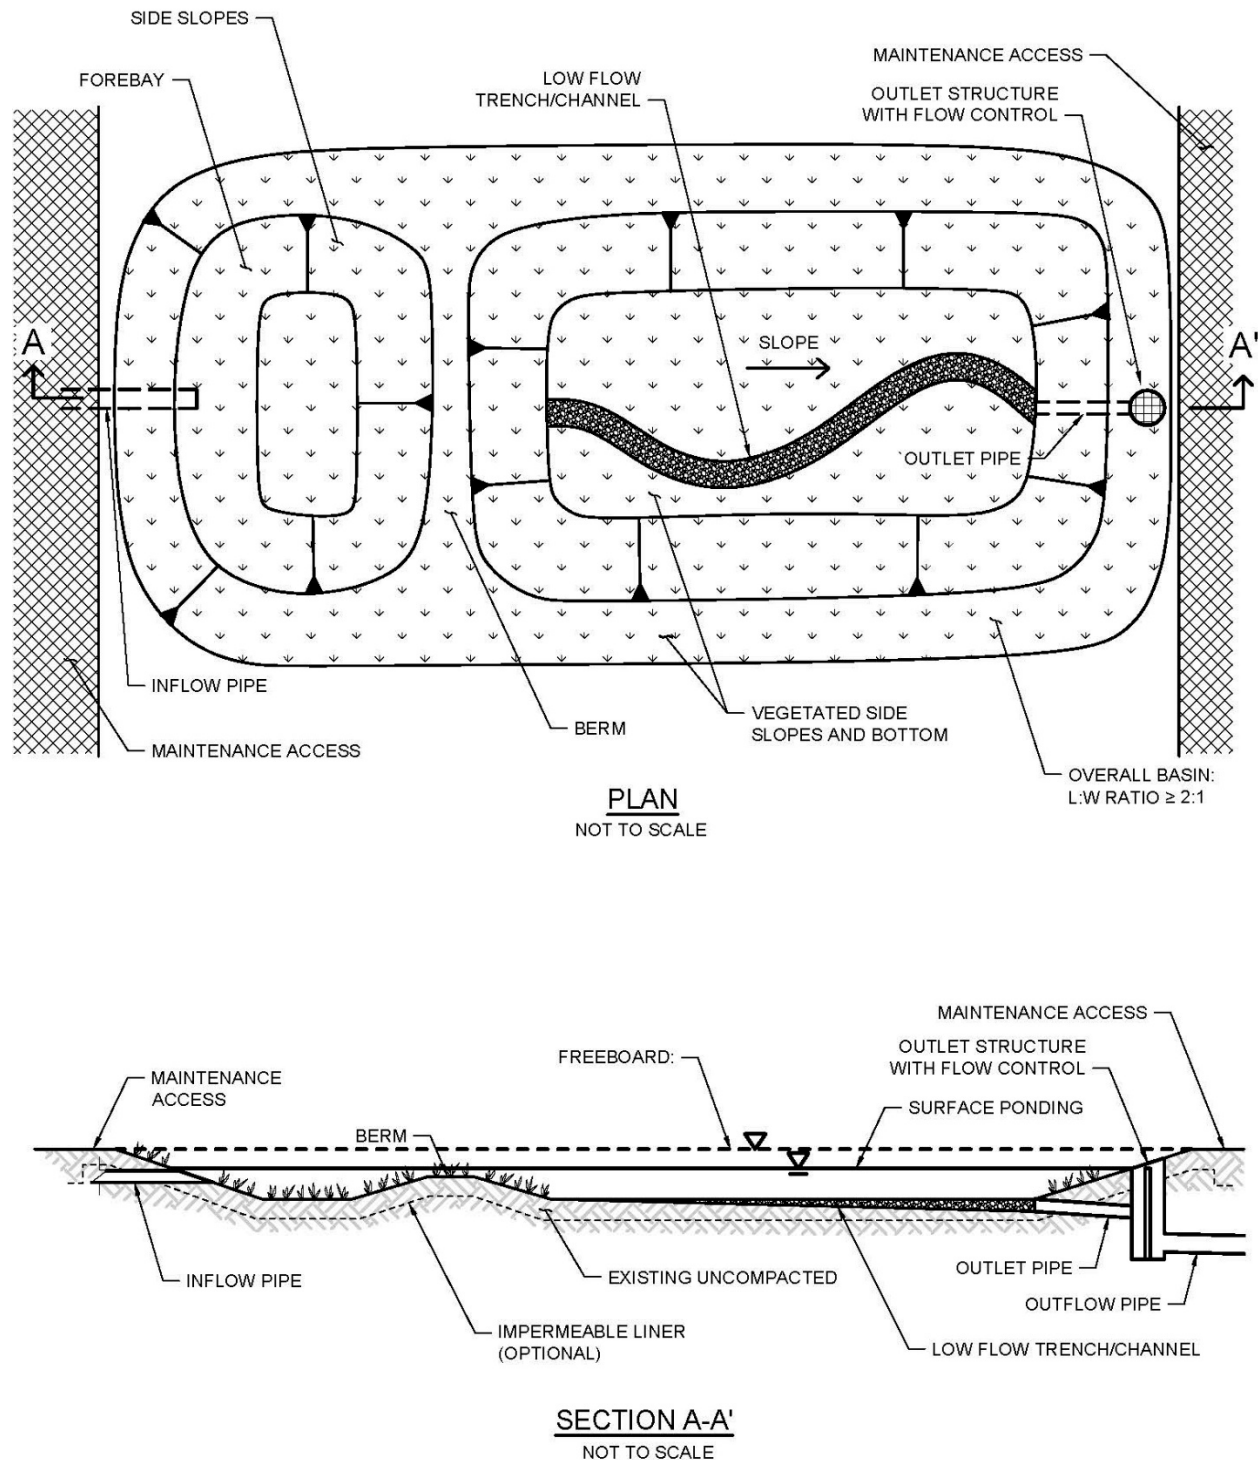 SIDE SLOPES
FOREBAY
LOW FLOW
TRENCH/CHANNEL
MAINTENANCE ACCESS
OUTLET STRUCTURE
WITH FLOW CONTROL
A
A'
SLOPE
OUTLET PIPE
INFLOW PIPE
MAINTENANCE ACCESS
BERM
VEGETATED SIDE
SLOPES AND BOTTOM
OVERALL BASIN:
L:W RATIO ≥ 2:1
PLAN
NOT TO SCALE
MAINTENANCE ACCESS
OUTLET STRUCTURE
WITH FLOW CONTROL
FREEBOARD:
MAINTENANCE
ACCESS
SURFACE PONDING
BERM
INFLOW PIPE
EXISTING UNCOMPACTED
OUTLET PIPE
OUTFLOW PIPE
IMPERMEABLE LINER
(OPTIONAL)
LOW FLOW TRENCH/CHANNEL
SECTION A-A'
NOT TO SCALE